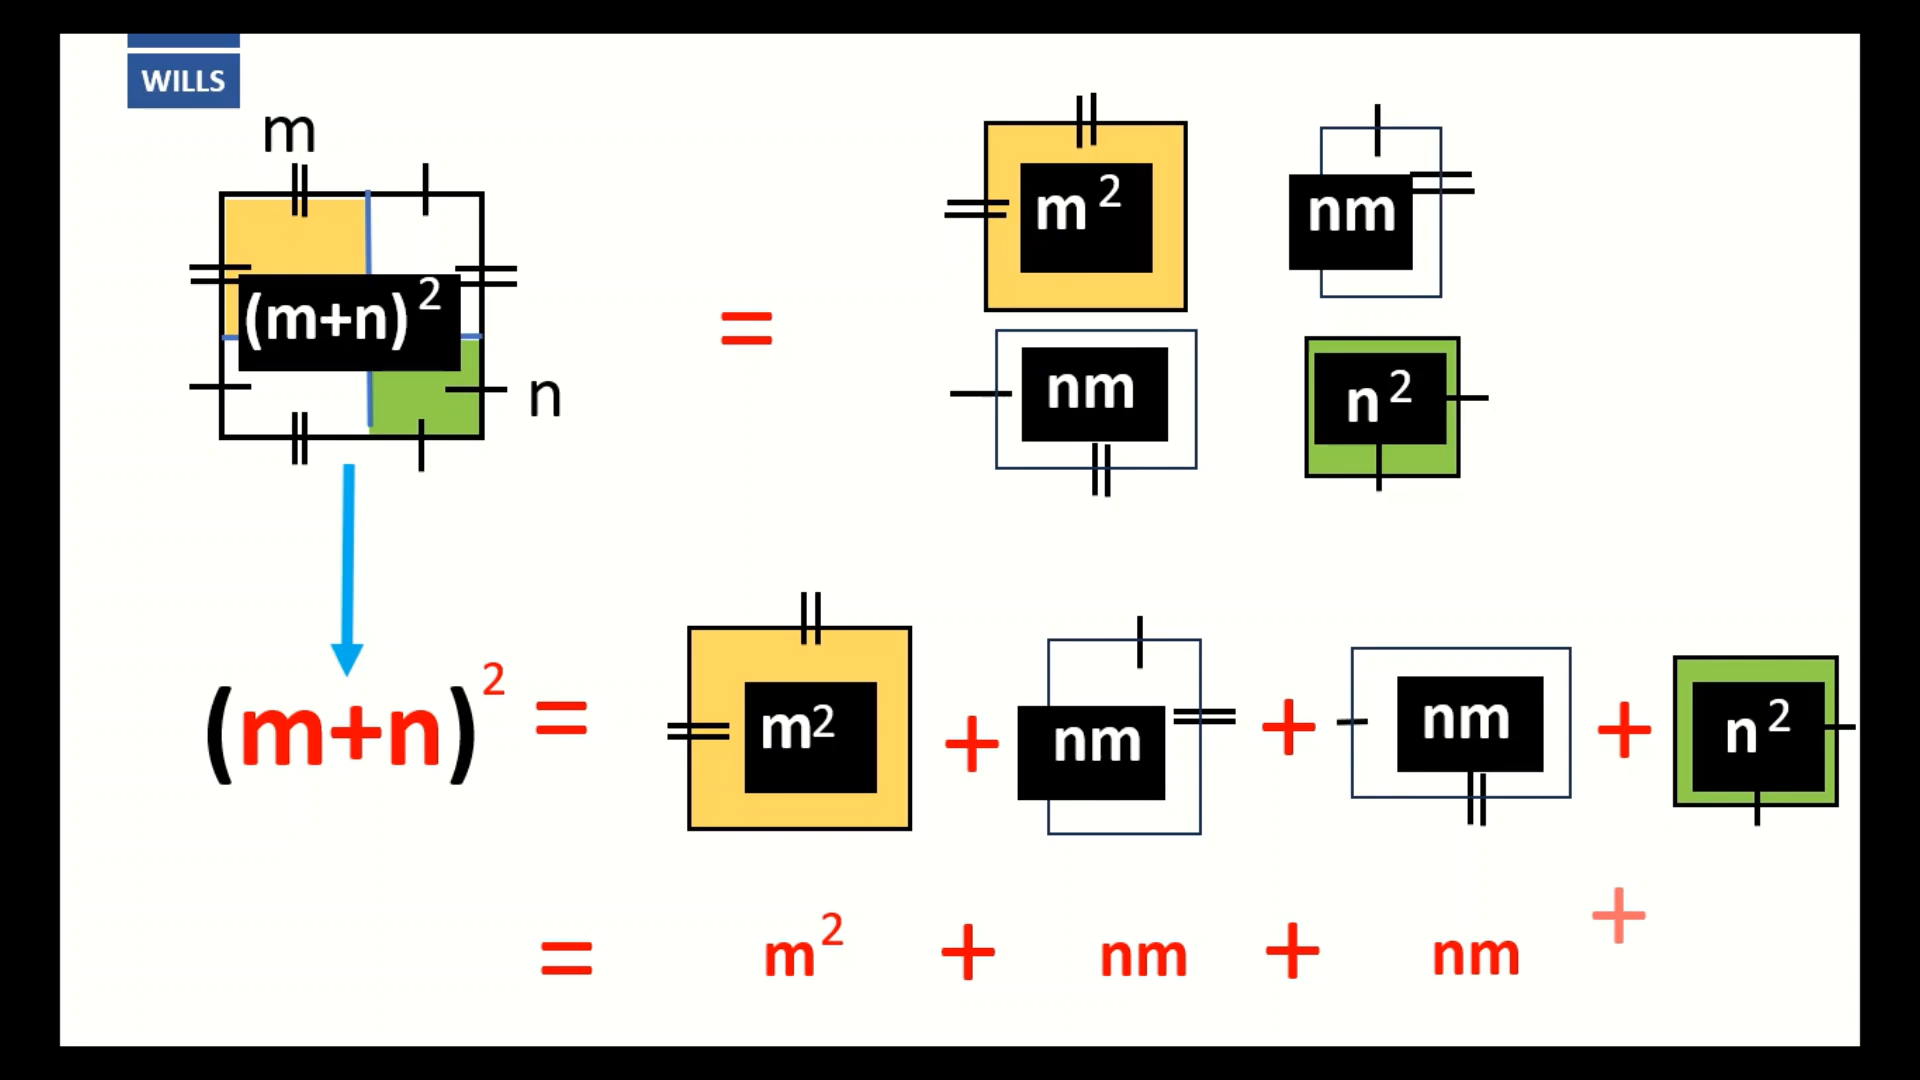 WILLS
m
(m+n)²
n
=
m² nm
nm n²
(m+n)² = m² + nm + nm + n²
= m² + nm + nm +